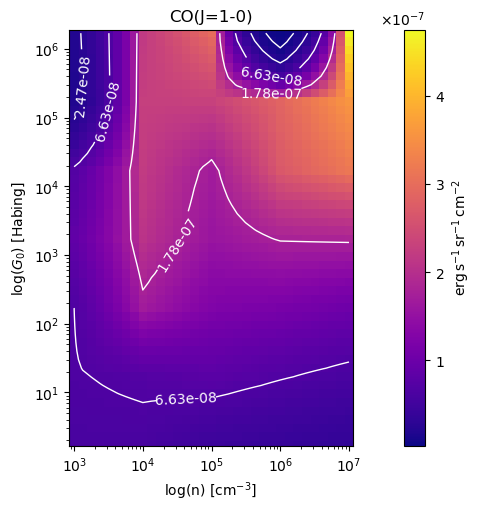 CO(J=1-0)
×10⁻⁷
10⁶
10⁵
10⁴
10³
10²
10¹
log(G₀) [Habing]
2.47e-08
6.63e-08
6.63e-08
1.78e-07
1.78e-07
6.63e-08
10³ 10⁴ 10⁵ 10⁶ 10⁷
log(n) [cm⁻³]
4
3
2
1
erg s⁻¹ sr⁻¹ cm⁻²